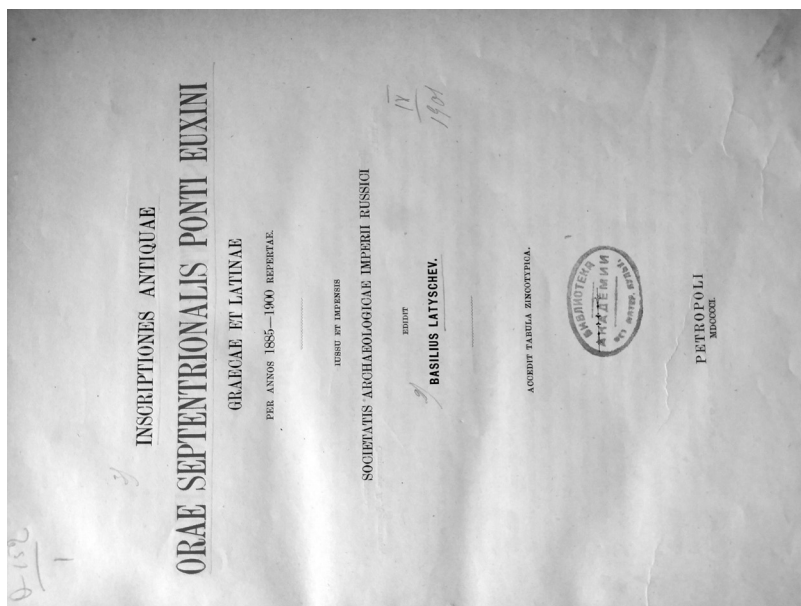 INSCRIPTIONES ANTIQUAE
ORAE SEPTENTRIONALIS PONTI EUXINI
GRAECAE ET LATINAE
PER ANNOS 1885—1900 REPERTAE.
IUSSU ET IMPENSIS
SOCIETATIS ARCHAEOLOGICAE IMPERII RUSSICI
IV
1901
EDIDIT
BASILIUS LATYSCHEV.
ACCEDIT TABULA ZINCOTYPICA.
БИБЛИОТЕКА
АКАДЕМИИ
PETROPOLI
MDCCCCI.